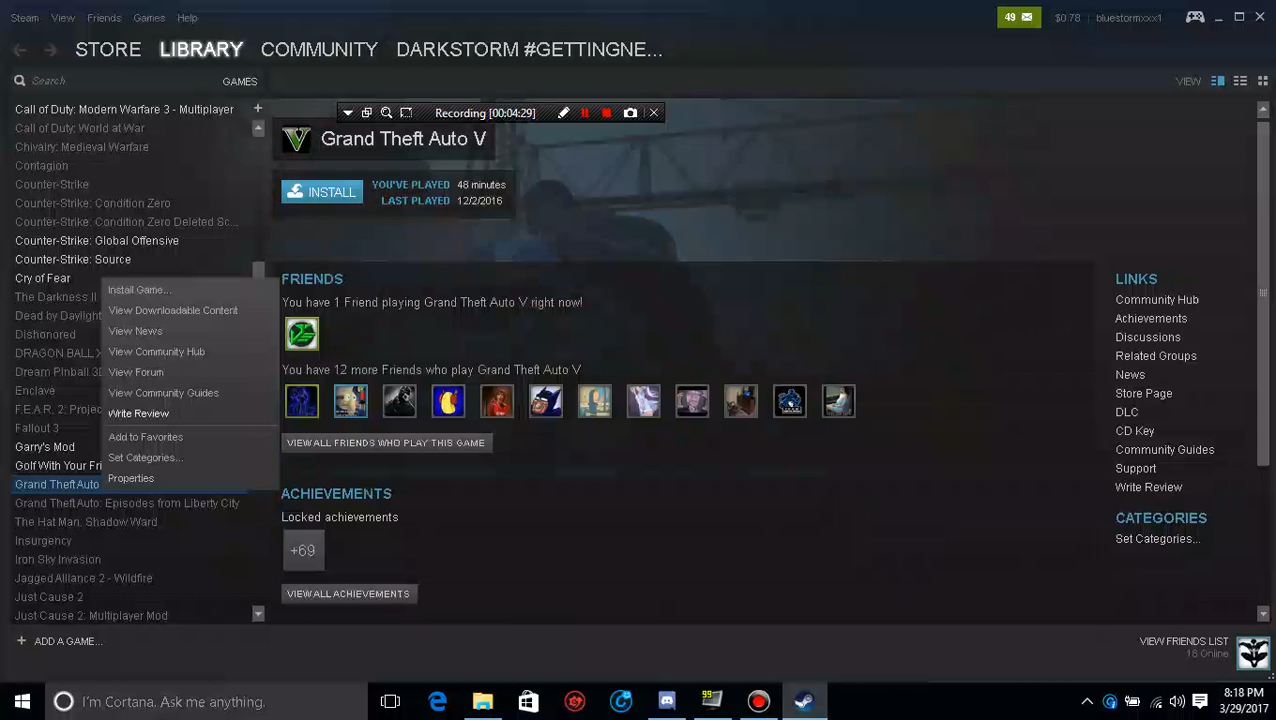 Steam View Friends Games Help
49 $0.78 bluestormxxx1
STORE LIBRARY COMMUNITY DARKSTORM #GETTINGNE...
Search GAMES VIEW
Call of Duty: Modern Warfare 3 - Multiplayer
Call of Duty: World at War
Chivalry: Medieval Warfare
Contagion
Counter-Strike
Counter-Strike: Condition Zero
Counter-Strike: Condition Zero Deleted Sc...
Counter-Strike: Global Offensive
Counter-Strike: Source
Cry of Fear
The Darkness II
Dead by Daylight
Dishonored
DRAGON BALL
Dream Pinball 3D
Enclave
F.E.A.R. 2: Projec
Fallout 3
Garry's Mod
Golf With Your Fri
Grand Theft Auto
Grand Theft Auto: Episodes from Liberty City
The Hat Man: Shadow Ward
Insurgency
Iron Sky Invasion
Jagged Alliance 2 - Wildfire
Just Cause 2
Just Cause 2: Multiplayer Mod
ADD A GAME...
Install Game...
View Downloadable Content
View News
View Community Hub
View Forum
View Community Guides
Write Review
Add to Favorites
Set Categories...
Properties
Recording [00:04:29]
Grand Theft Auto V
INSTALL
YOU'VE PLAYED 48 minutes
LAST PLAYED 12/2/2016
FRIENDS
You have 1 Friend playing Grand Theft Auto V right now!
You have 12 more Friends who play Grand Theft Auto V
VIEW ALL FRIENDS WHO PLAY THIS GAME
ACHIEVEMENTS
Locked achievements
+69
VIEW ALL ACHIEVEMENTS
LINKS
Community Hub
Achievements
Discussions
Related Groups
News
Store Page
DLC
CD Key
Community Guides
Support
Write Review
CATEGORIES
Set Categories...
VIEW FRIENDS LIST
16 Online
I'm Cortana. Ask me anything.
99
8:18 PM
3/29/2017